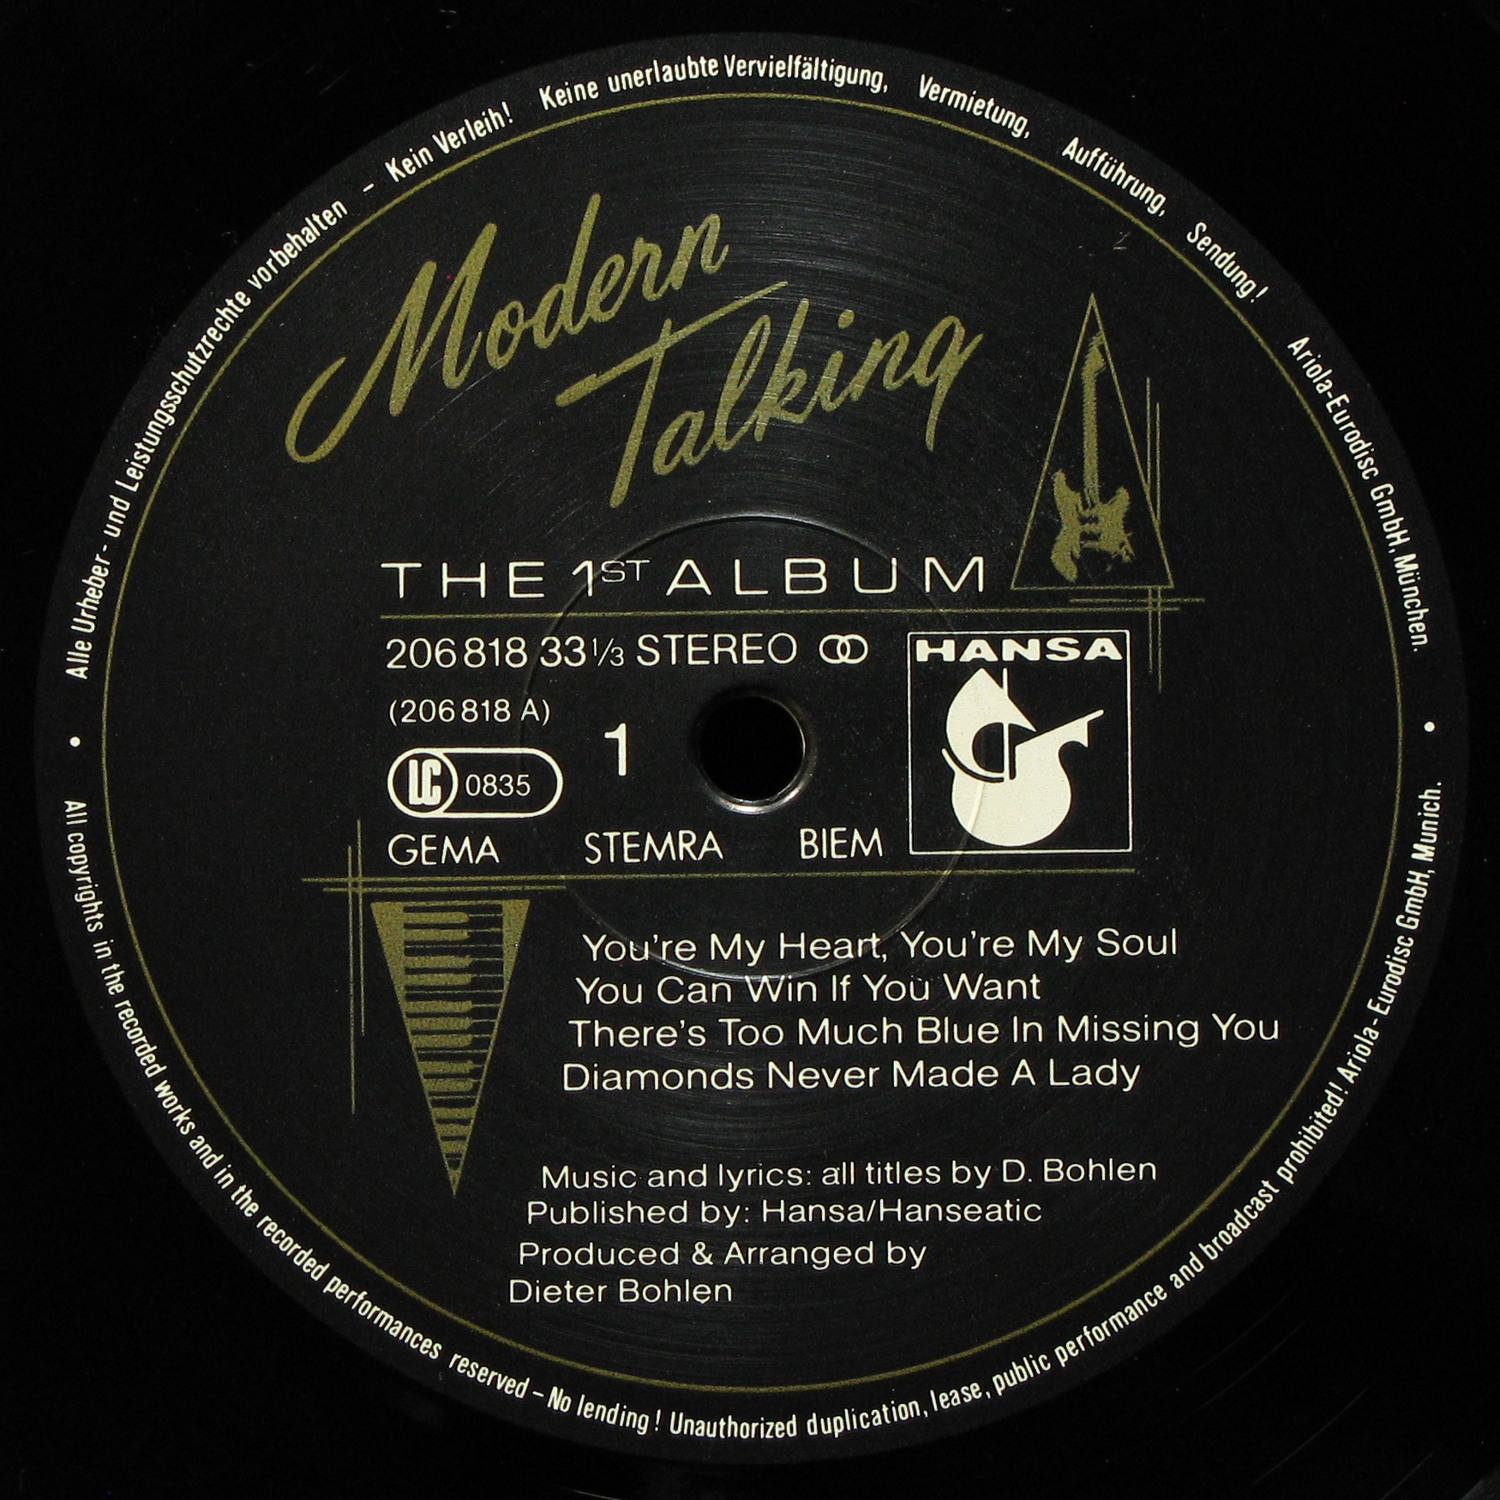 Alle Urheber- und Leistungsschutzrechte vorbehalten – Kein Verleih! Keine unerlaubte Vervielfältigung, Vermietung, Aufführung, Sendung! Ariola-Eurodisc GmbH, München.
Modern
Talking
THE 1ST ALBUM
206 818 33 1/3 STEREO
HANSA
(206 818 A)
1
LC 0835
GEMA STEMRA BIEM
You're My Heart, You're My Soul
You Can Win If You Want
There's Too Much Blue In Missing You
Diamonds Never Made A Lady
Music and lyrics: all titles by D. Bohlen
Published by: Hansa/Hanseatic
Produced & Arranged by
Dieter Bohlen
All copyrights in the recorded works and in the recorded performances reserved – No lending! Unauthorized duplication, lease, public performance and broadcast prohibited! Ariola-Eurodisc GmbH, Munich.